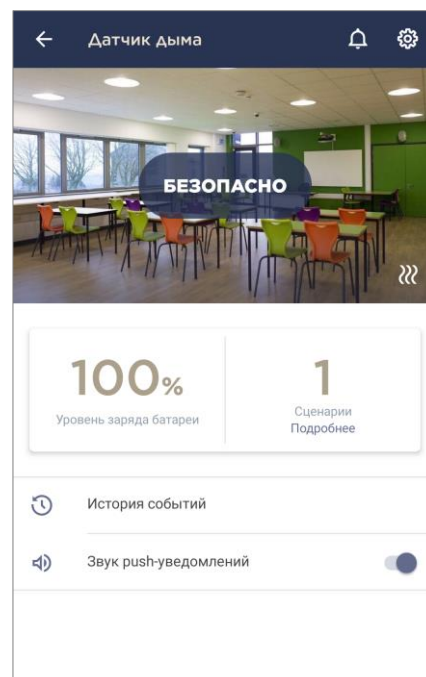 Датчик дыма
БЕЗОПАСНО
100%
Уровень заряда батареи
1
Сценарии
Подробнее
История событий
Звук push-уведомлений